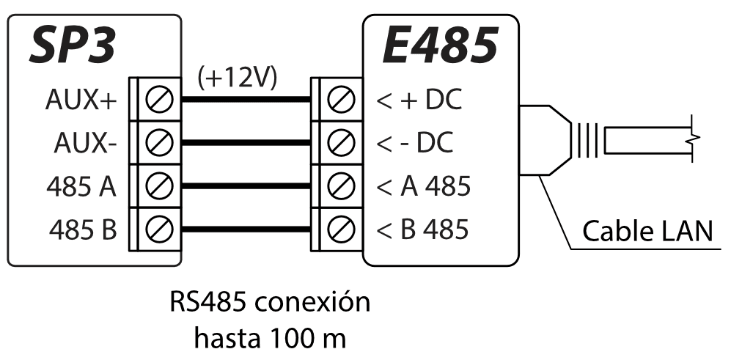 SP3
E485
(+12V)
AUX+
< + DC
AUX-
< - DC
485 A
< A 485
485 B
< B 485
Cable LAN
RS485 conexión
hasta 100 m